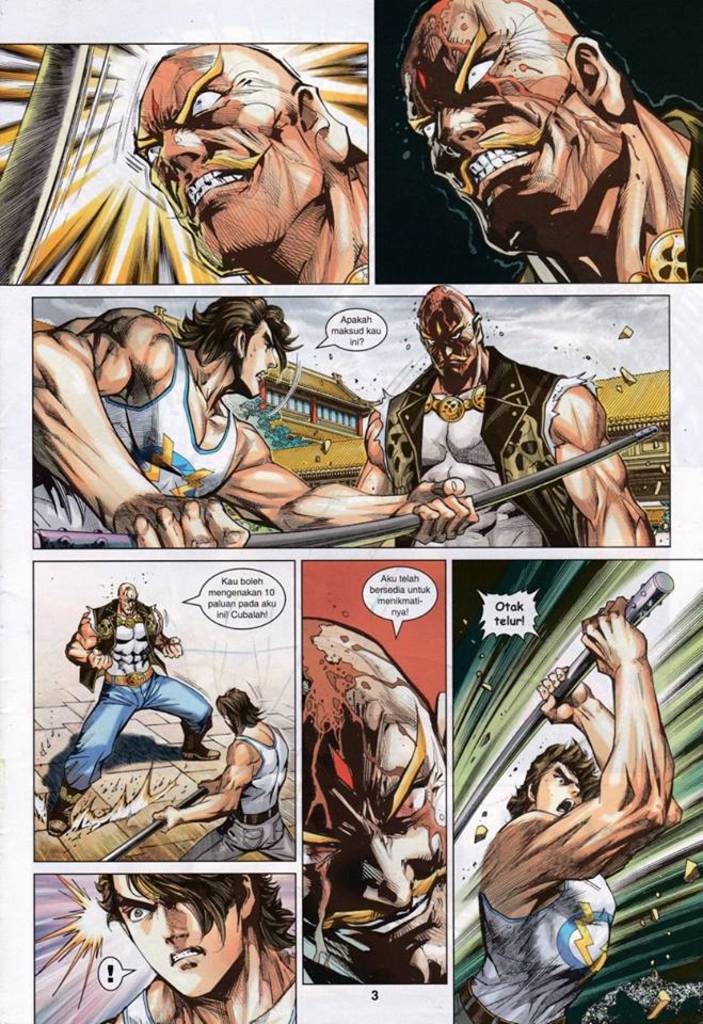 Apakah
maksud kau
ini?
Kau boleh
mengenakan 10
paluan pada aku
ini! Cubalah!
Aku telah
bersedia untuk
menikmati-
nya!
Otak
telur!
!
3